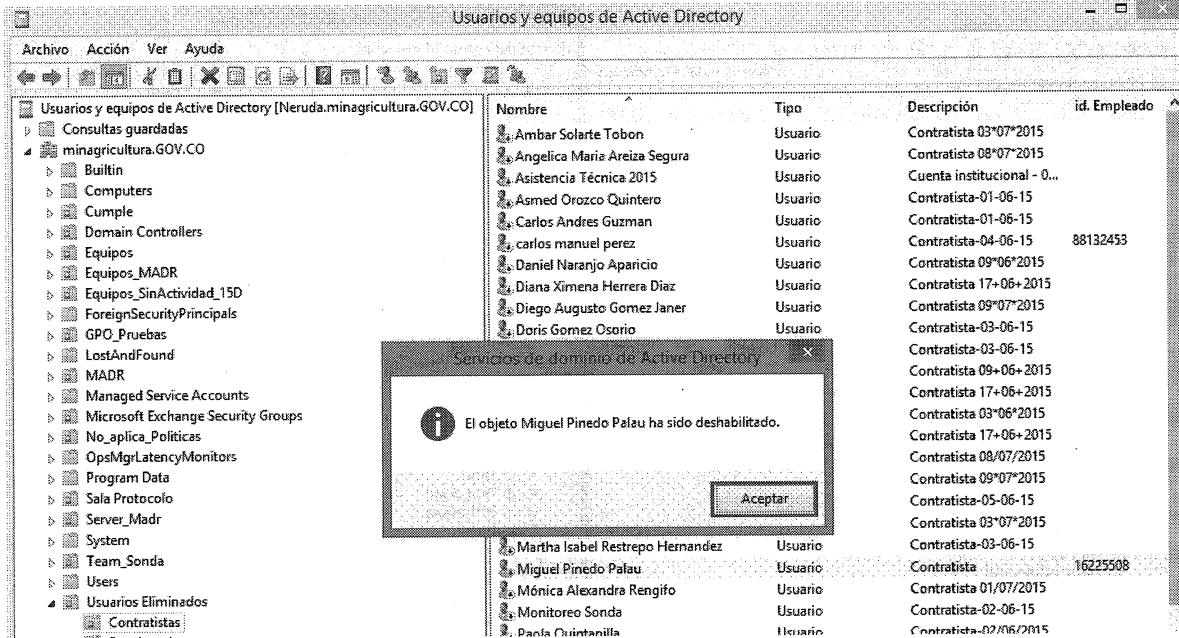 Usuarios y equipos de Active Directory
Archivo Acción Ver Ayuda
Usuarios y equipos de Active Directory [Neruda.minagricultura.GOV.CO]
Consultas guardadas
minagricultura.GOV.CO
Builtin
Computers
Cumple
Domain Controllers
Equipos
Equipos_MADR
Equipos_SinActividad_15D
ForeignSecurityPrincipals
GPO_Pruebas
LostAndFound
MADR
Managed Service Accounts
Microsoft Exchange Security Groups
No_aplica_Politicas
OpsMgrLatencyMonitors
Program Data
Sala Protocolo
Server_Madr
System
Team_Sonda
Users
Usuarios Eliminados
Contratistas
Nombre Tipo Descripción id. Empleado
Ambar Solarte Tobon Usuario Contratista 03*07*2015
Angelica Maria Areiza Segura Usuario Contratista 08*07*2015
Asistencia Técnica 2015 Usuario Cuenta institucional - 0...
Asmed Orozco Quintero Usuario Contratista-01-06-15
Carlos Andres Guzman Usuario Contratista-01-06-15
carlos manuel perez Usuario Contratista-04-06-15 88132453
Daniel Naranjo Aparicio Usuario Contratista 09*06*2015
Diana Ximena Herrera Diaz Usuario Contratista 17+06+2015
Diego Augusto Gomez Janer Usuario Contratista 09*07*2015
Doris Gomez Osorio Usuario Contratista-03-06-15
Contratista-03-06-15
Contratista 09+06+2015
Contratista 17+06+2015
Contratista 03*06*2015
Contratista 17+06+2015
Contratista 08/07/2015
Contratista 09*07*2015
Contratista-05-06-15
Contratista 03*07*2015
Martha Isabel Restrepo Hernandez Usuario Contratista-03-06-15
Miguel Pinedo Palau Usuario Contratista 16225508
Mónica Alexandra Rengifo Usuario Contratista 01/07/2015
Monitoreo Sonda Usuario Contratista-02-06-15
Paola Quintanilla Usuario Contratista-02/06/2015
Servicios de dominio de Active Directory
El objeto Miguel Pinedo Palau ha sido deshabilitado.
Aceptar